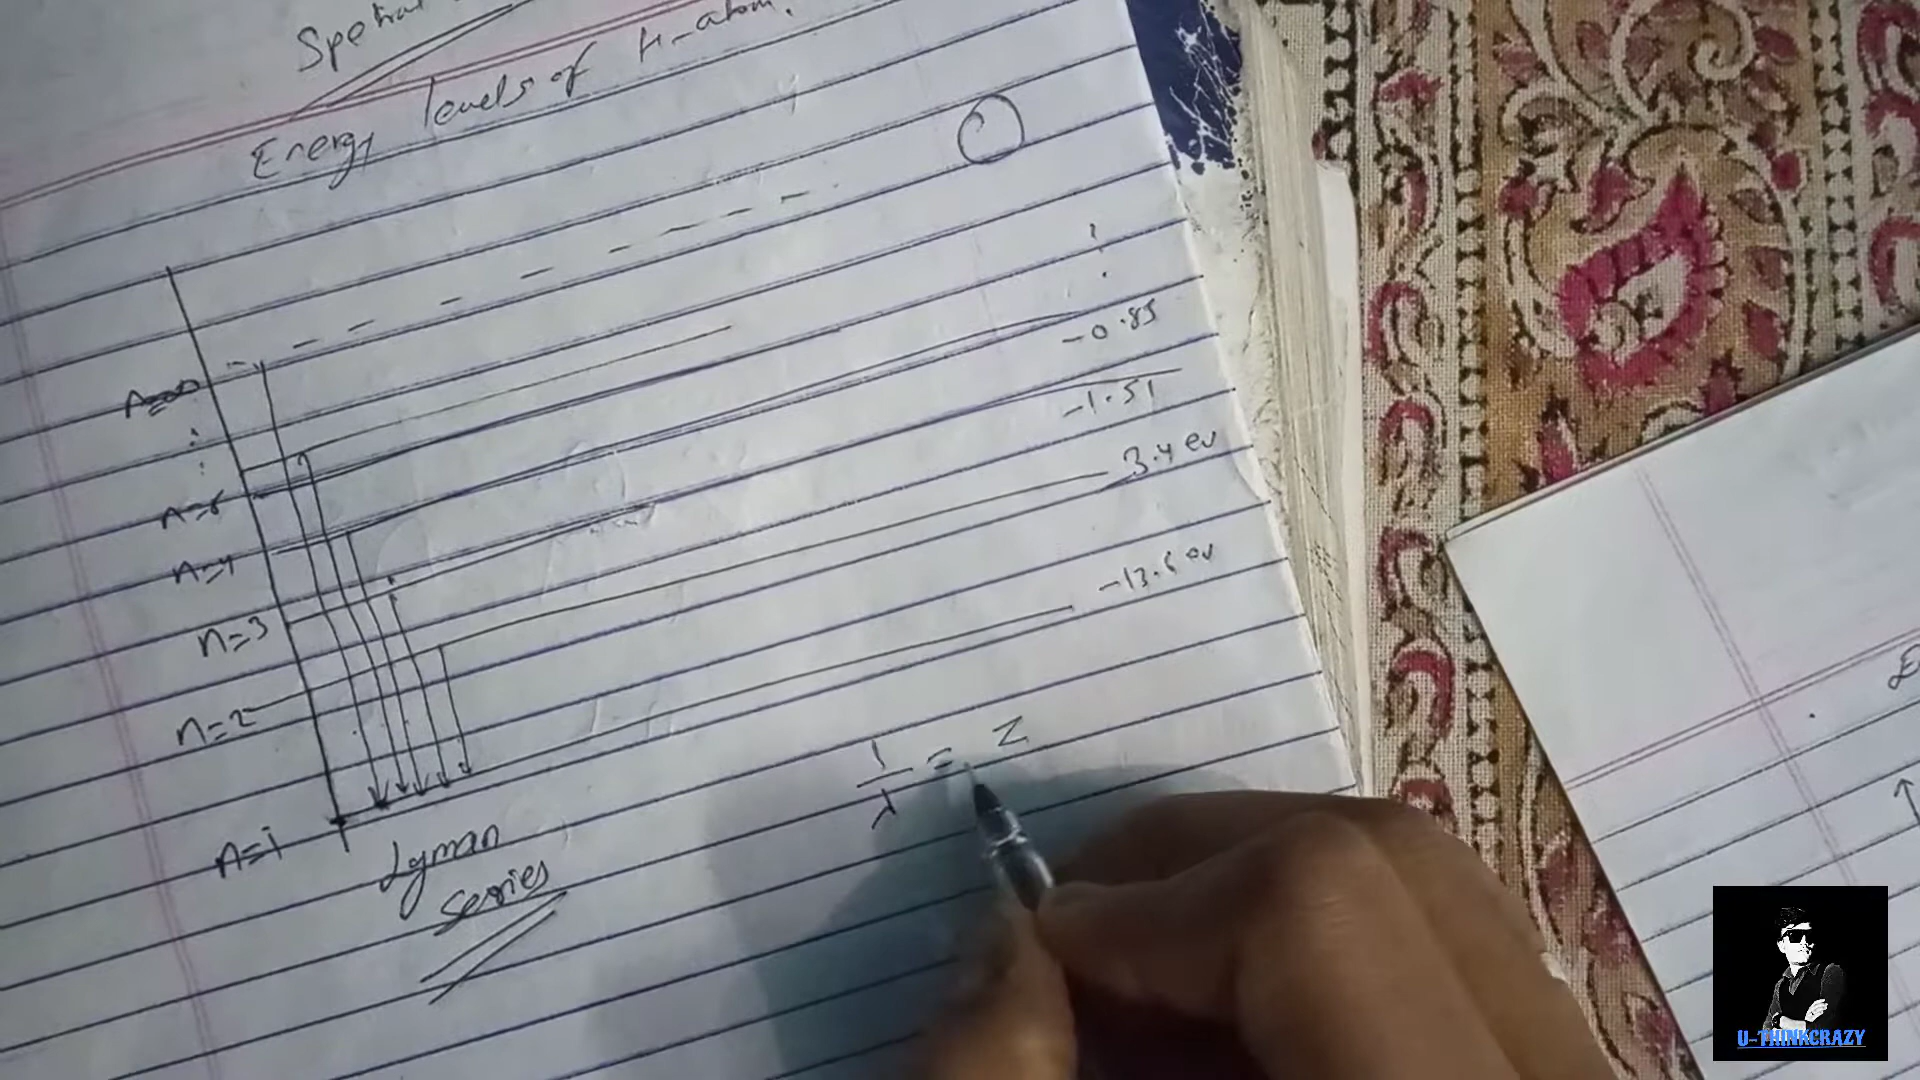 Energy levels of H-atom.
n=∞
-0.85
-1.51
n=4
3.4 ev
n=3
-13.6 ev
n=2
n=1
Lyman
series
1/λ = Z
U-THINKCRAZY